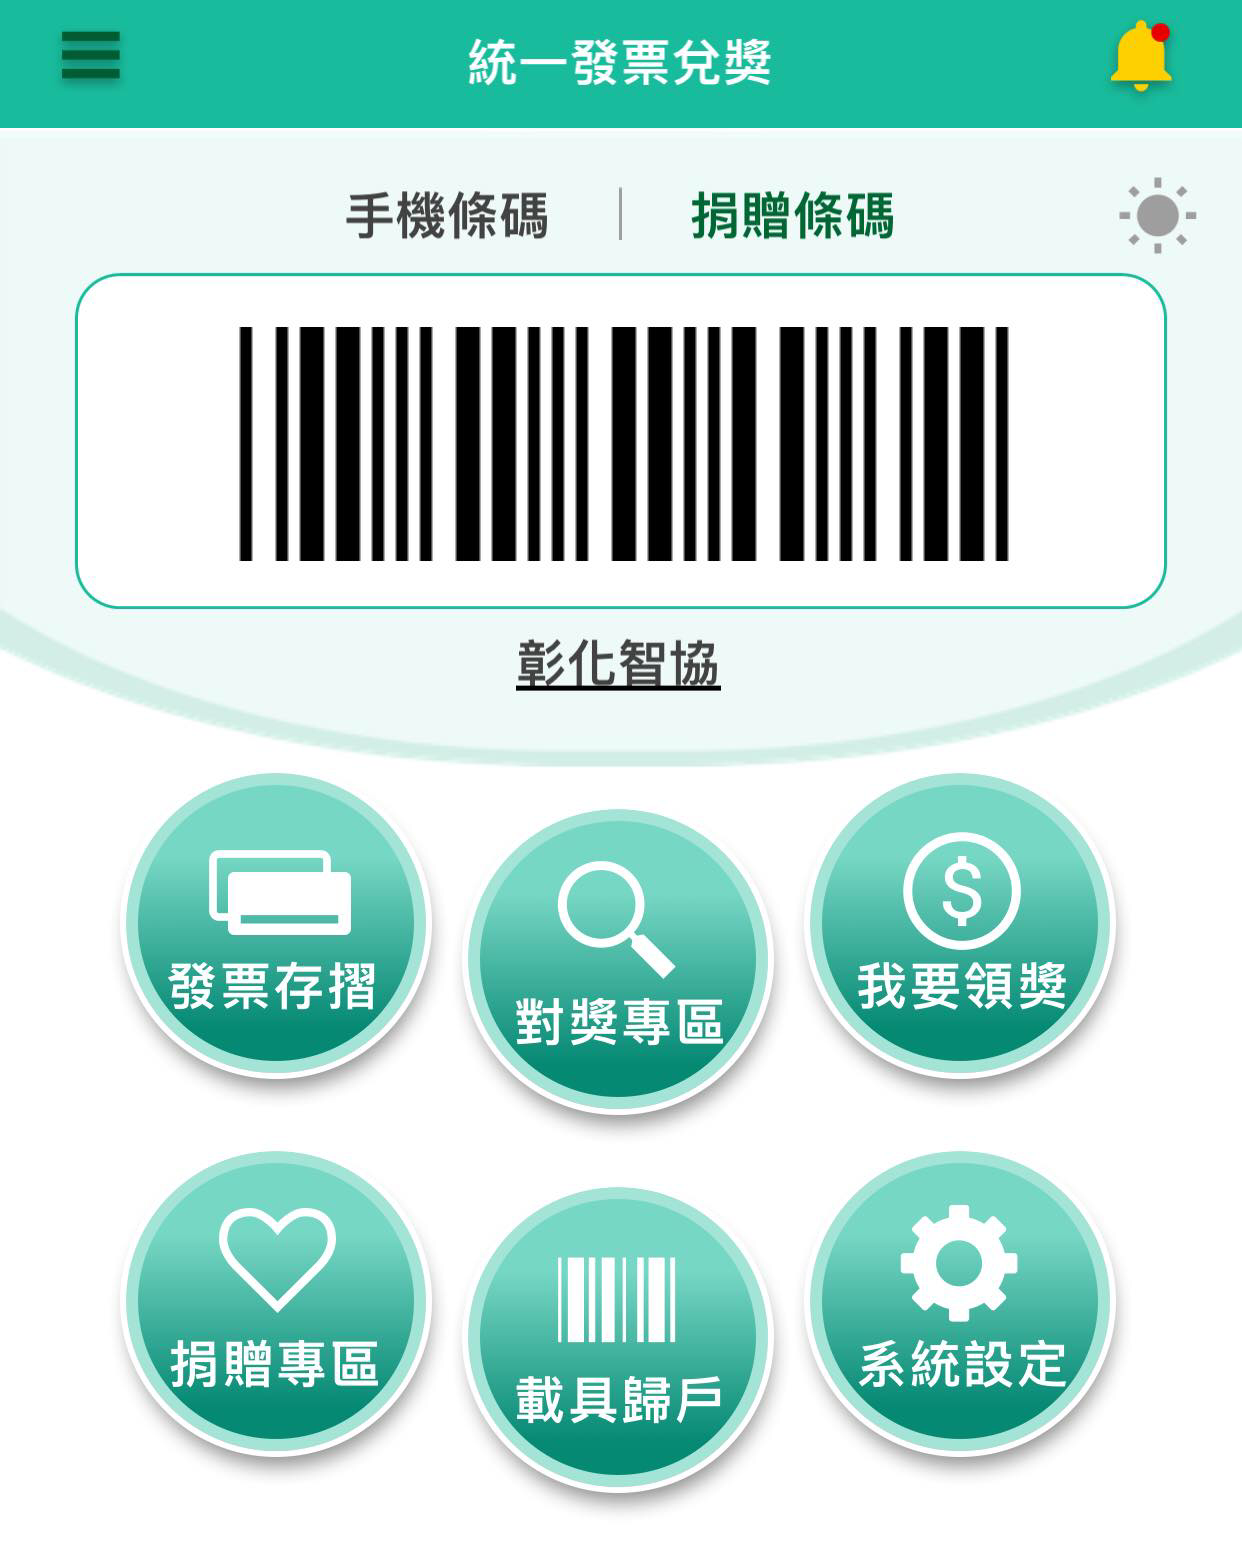 統一發票兌獎
手機條碼
捐贈條碼
彰化智協
發票存摺
對獎專區
我要領獎
捐贈專區
載具歸戶
系統設定